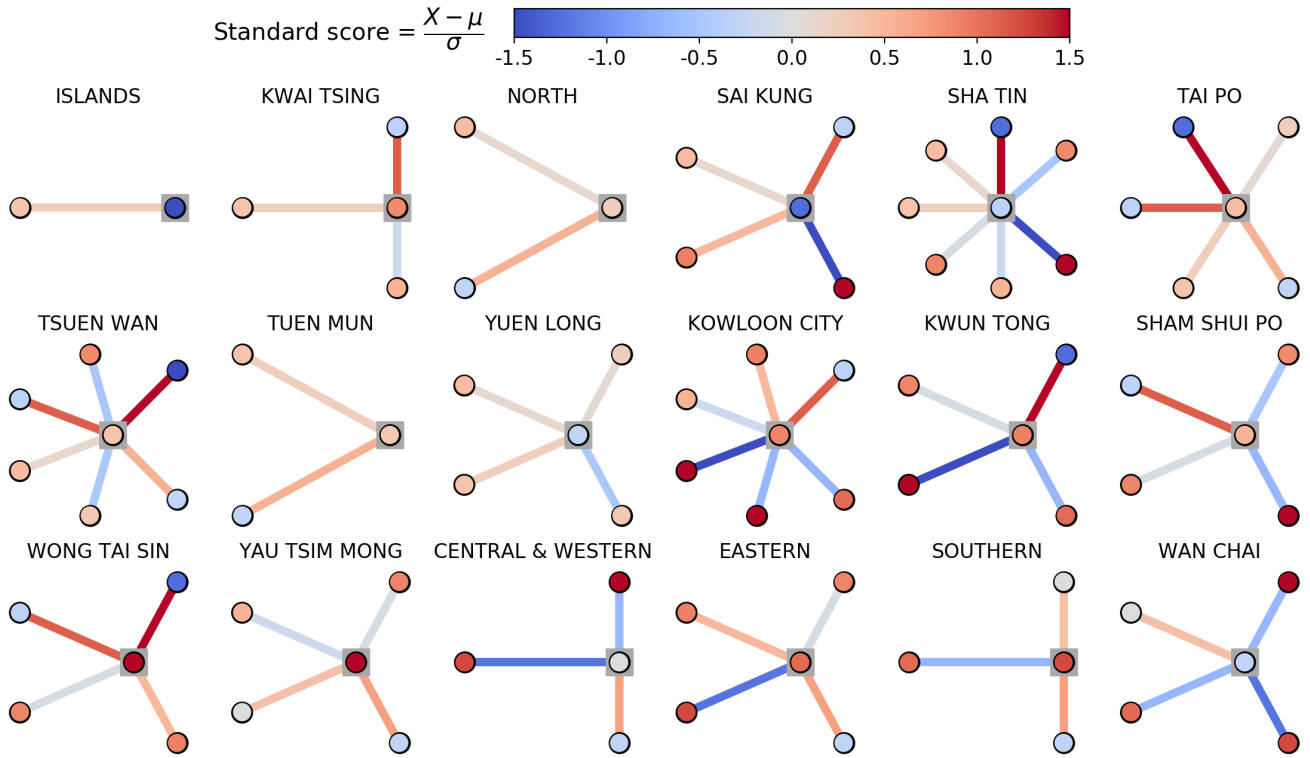 Standard score = X − μ / σ
-1.5 -1.0 -0.5 0.0 0.5 1.0 1.5
ISLANDS KWAI TSING NORTH SAI KUNG SHA TIN TAI PO
TSUEN WAN TUEN MUN YUEN LONG KOWLOON CITY KWUN TONG SHAM SHUI PO
WONG TAI SIN YAU TSIM MONG CENTRAL & WESTERN EASTERN SOUTHERN WAN CHAI